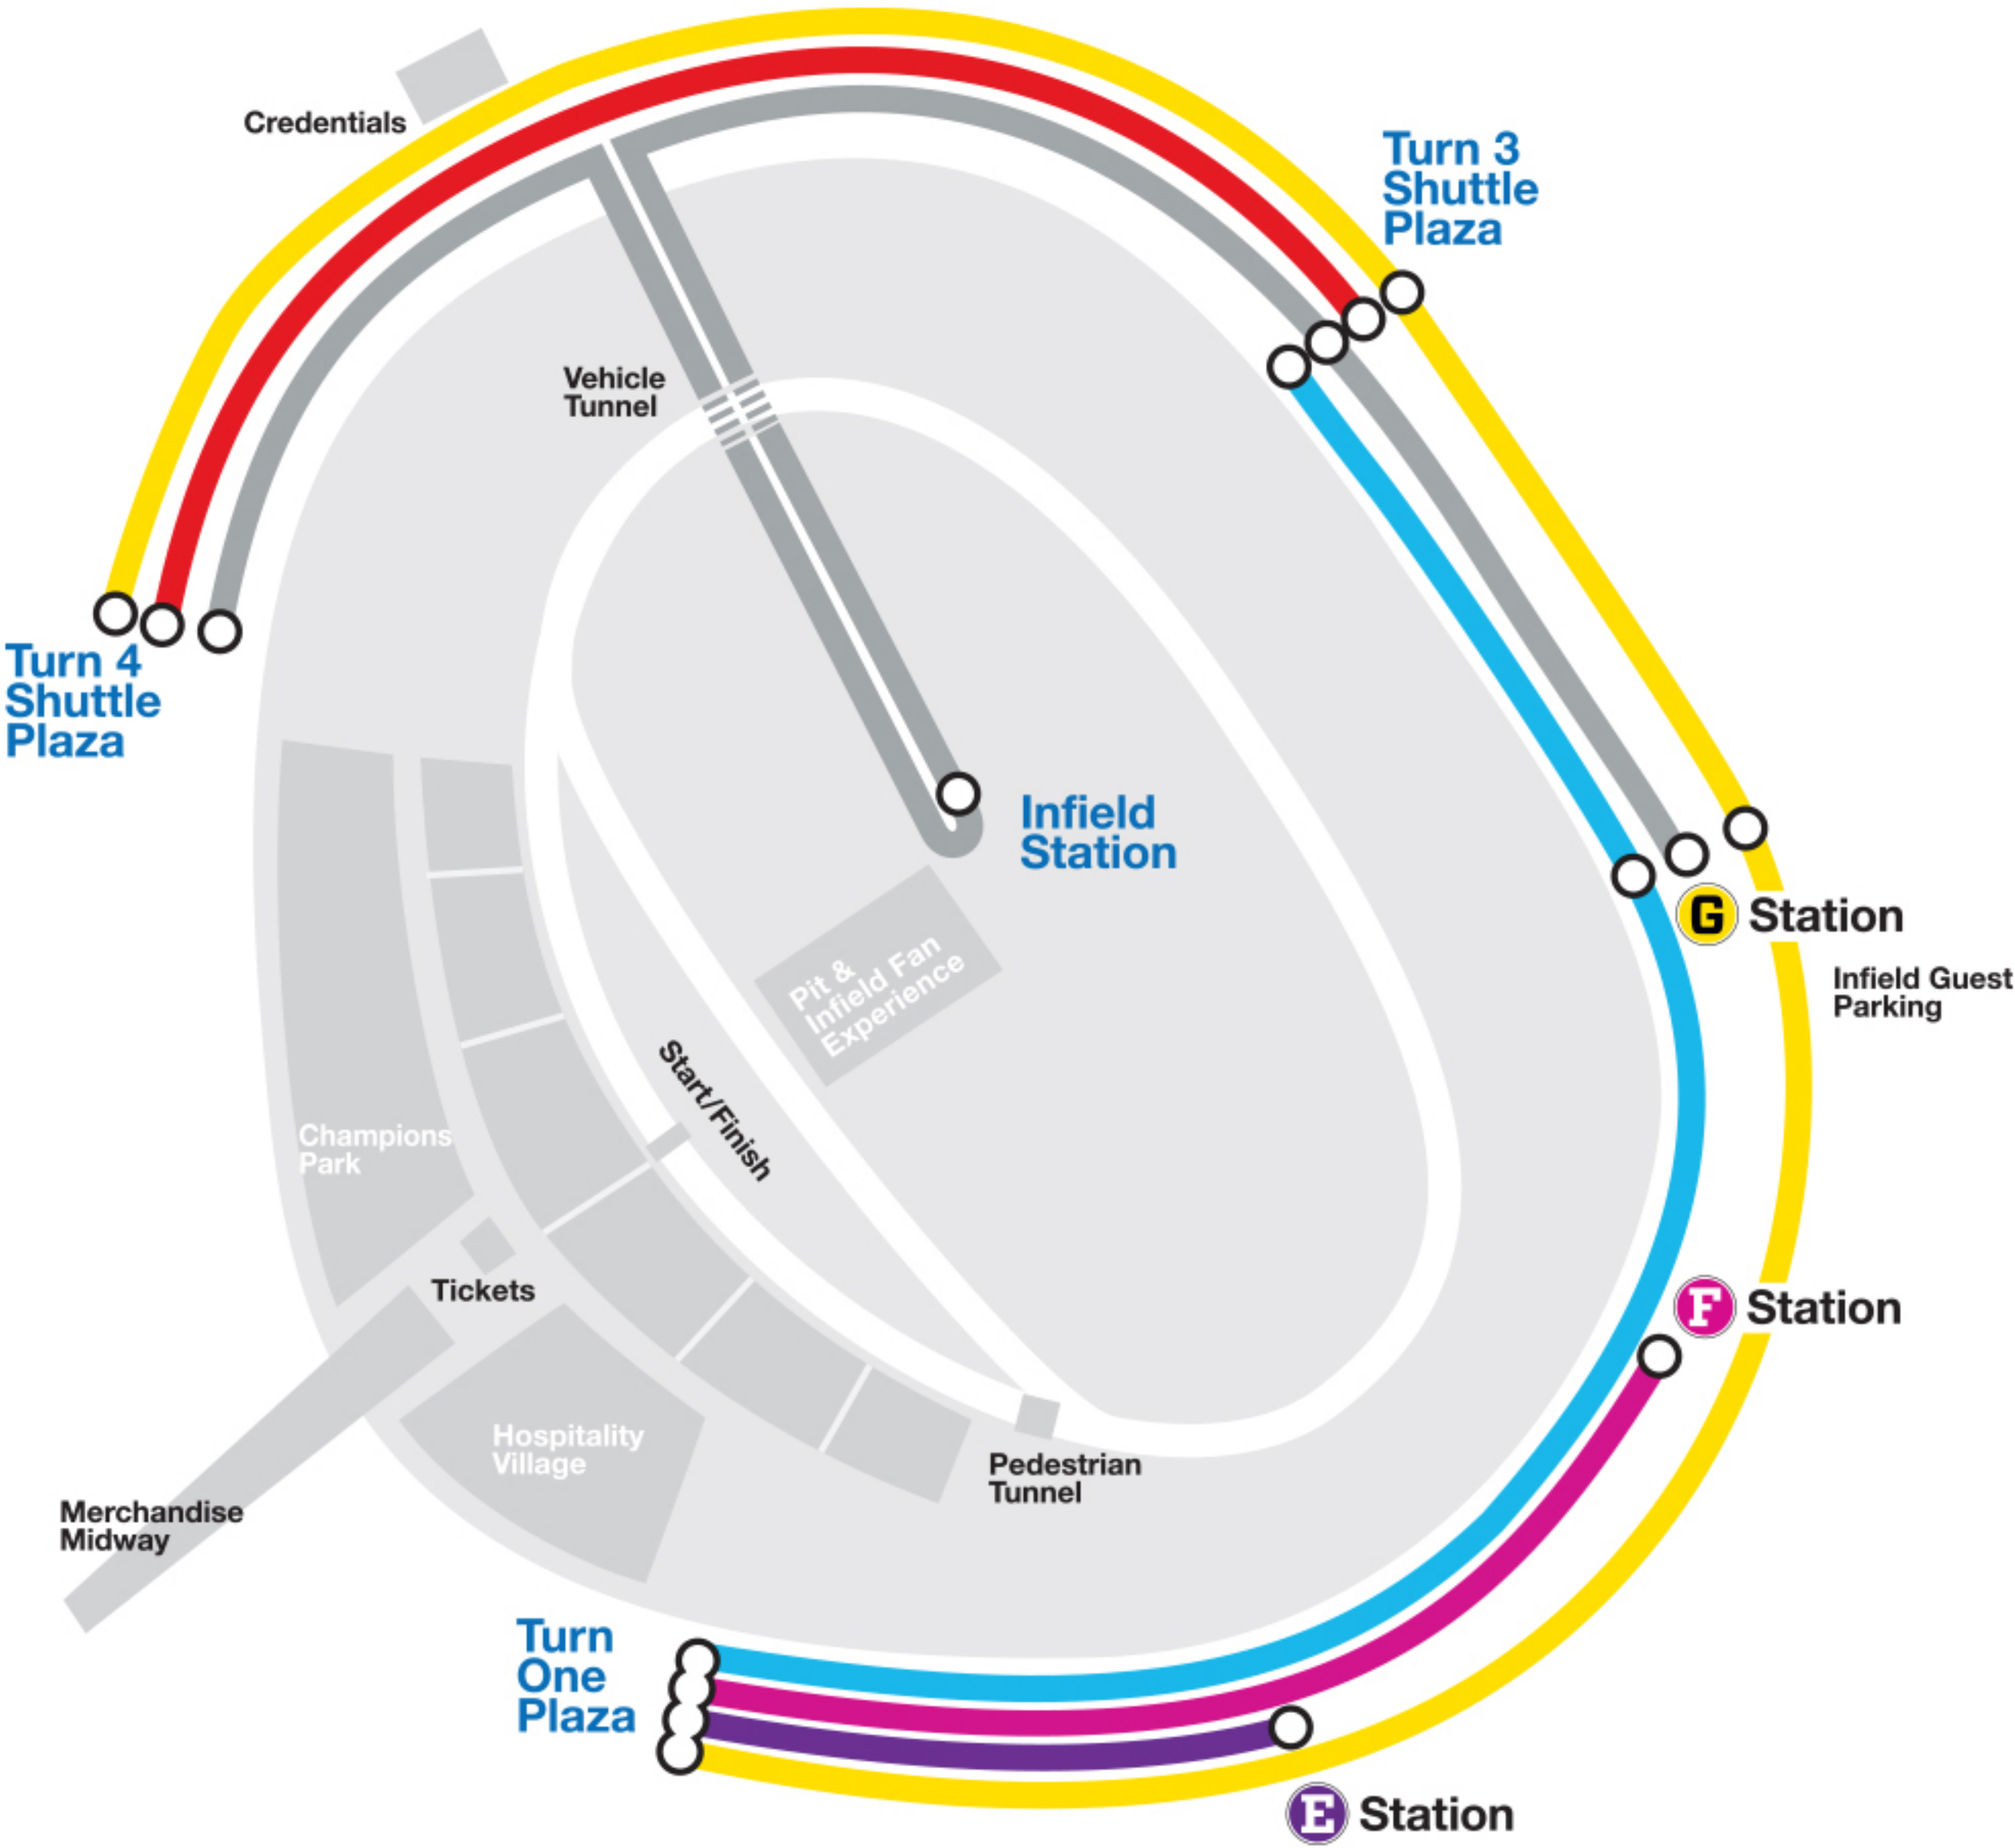 Credentials
Turn 3
Shuttle
Plaza
Vehicle
Tunnel
Turn 4
Shuttle
Plaza
Infield
Station
G Station
Infield Guest
Parking
Pit &
Infield Fan
Experience
Start/Finish
Champions
Park
Tickets
F Station
Hospitality
Village
Pedestrian
Tunnel
Merchandise
Midway
Turn
One
Plaza
E Station